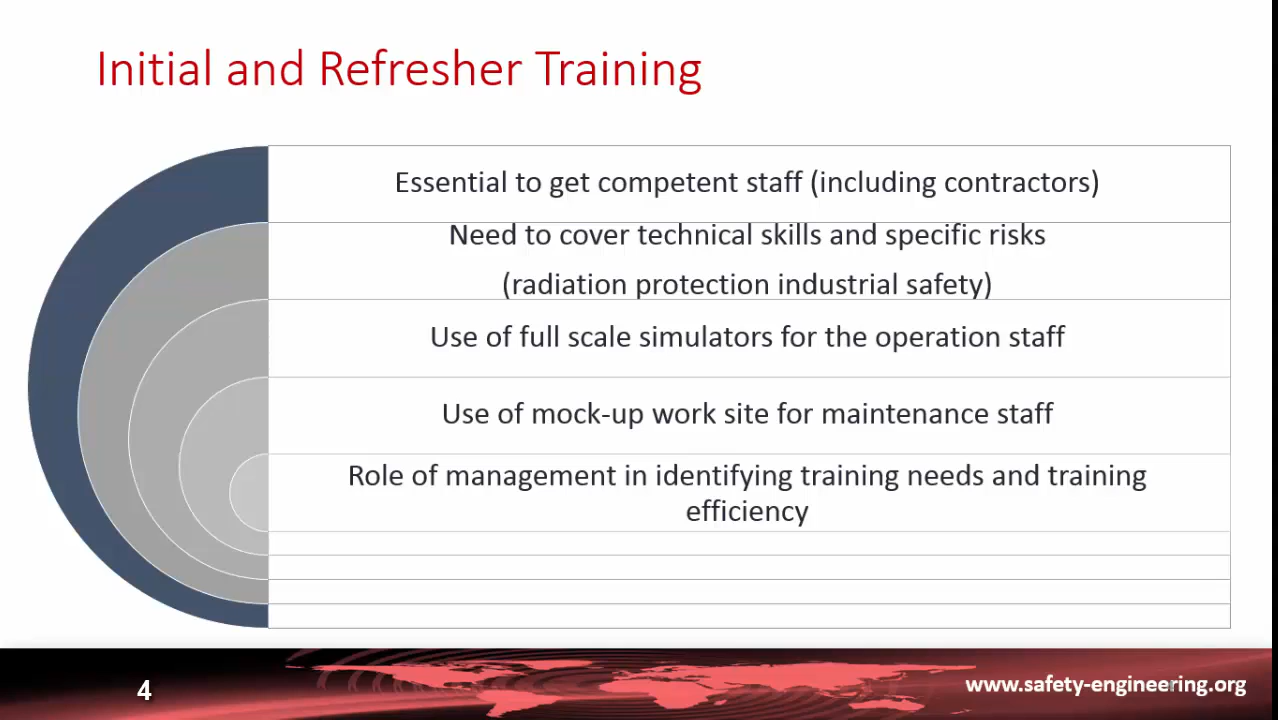 Initial and Refresher Training
Essential to get competent staff (including contractors)
Need to cover technical skills and specific risks
(radiation protection industrial safety)
Use of full scale simulators for the operation staff
Use of mock-up work site for maintenance staff
Role of management in identifying training needs and training
efficiency
4
www.safety-engineering.org